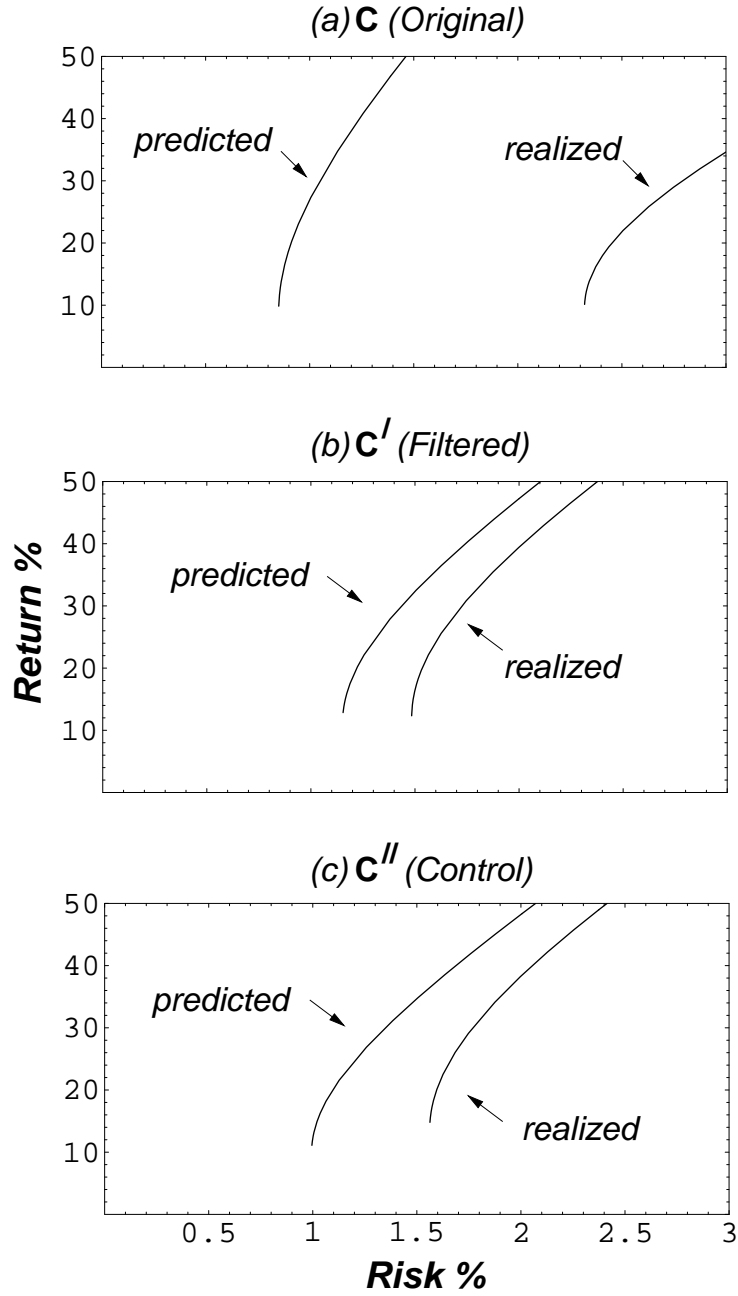 (a) C (Original)
50
40
30
20
10
predicted
realized
(b) C′ (Filtered)
50
40
30
20
10
predicted
realized
Return %
(c) C″ (Control)
50
40
30
20
10
predicted
realized
0.5 1 1.5 2 2.5 3
Risk %